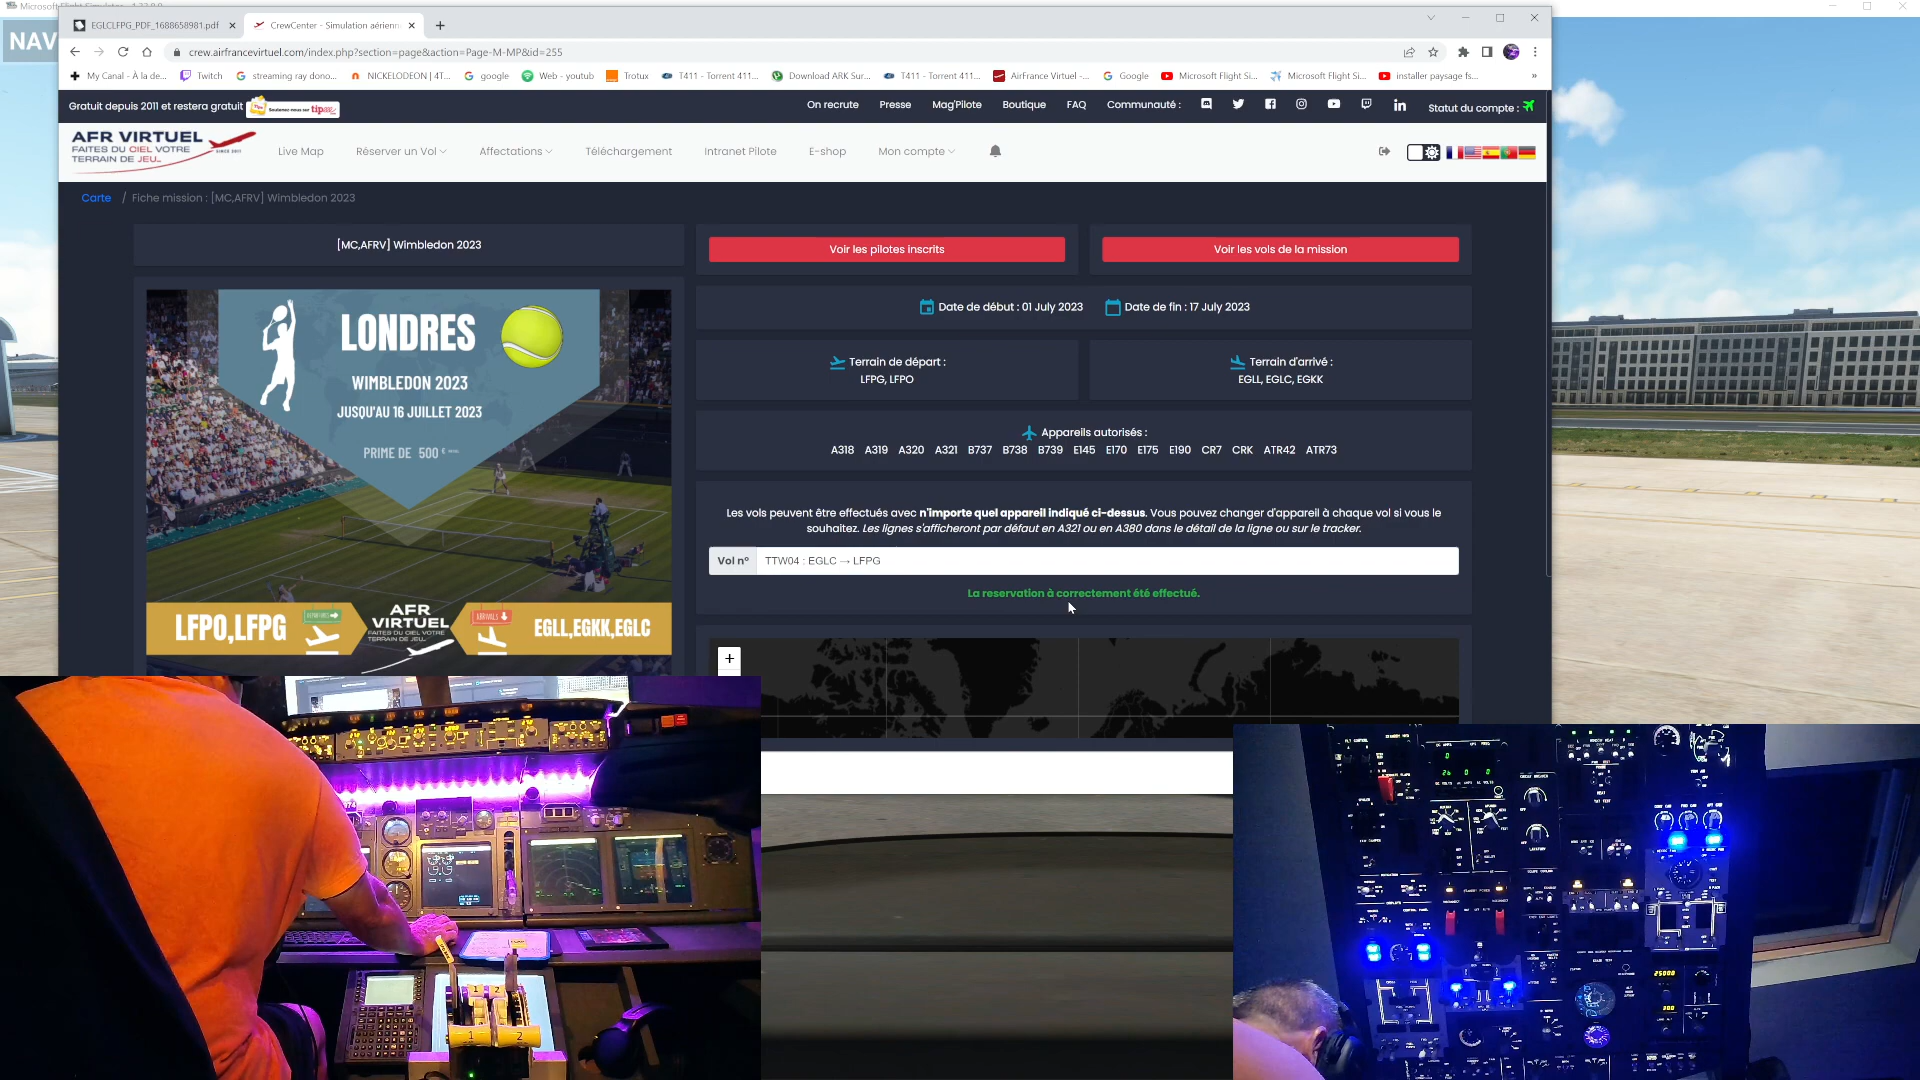 NAV
EGLCLFPG_PDF_1688658981.pdf
CrewCenter - Simulation aérienn
crew.airfrancevirtuel.com/index.php?section=page&action=Page-M-MP&id=255
My Canal - À la de...
Twitch
streaming ray dono...
NICKELODEON | 4T...
google
Web - youtub
Trotux
T411 - Torrent 411...
Download ARK Sur...
T411 - Torrent 411...
AirFrance Virtuel -...
Google
Microsoft Flight Si...
Microsoft Flight Si...
installer paysage fs...
Gratuit depuis 2011 et restera gratuit
On recrute
Presse
Mag'Pilote
Boutique
FAQ
Communauté :
Statut du compte :
AFR VIRTUEL
FAITES DU CIEL VOTRE
TERRAIN DE JEU...
SINCE 2011
Live Map
Réserver un Vol
Affectations
Téléchargement
Intranet Pilote
E-shop
Mon compte
Carte / Fiche mission : [MC,AFRV] Wimbledon 2023
[MC,AFRV] Wimbledon 2023
Voir les pilotes inscrits
Voir les vols de la mission
Date de début : 01 July 2023
Date de fin : 17 July 2023
Terrain de départ :
LFPG, LFPO
Terrain d'arrivé :
EGLL, EGLC, EGKK
Appareils autorisés :
A318 A319 A320 A321 B737 B738 B739 E145 E170 E175 E190 CR7 CRK ATR42 ATR73
Les vols peuvent être effectués avec n'importe quel appareil indiqué ci-dessus. Vous pouvez changer d'appareil à chaque vol si vous le
souhaitez. Les lignes s'afficheront par défaut en A321 ou en A380 dans le détail de la ligne ou sur le tracker.
Vol n° TTW04 : EGLC → LFPG
La reservation à correctement été effectué.
+
LONDRES
WIMBLEDON 2023
JUSQU'AU 16 JUILLET 2023
PRIME DE 500 €
LFPO,LFPG
AFR
VIRTUEL
FAITES DU CIEL VOTRE
TERRAIN DE JEU...
EGLL,EGKK,EGLC
1 2
1 2
25000